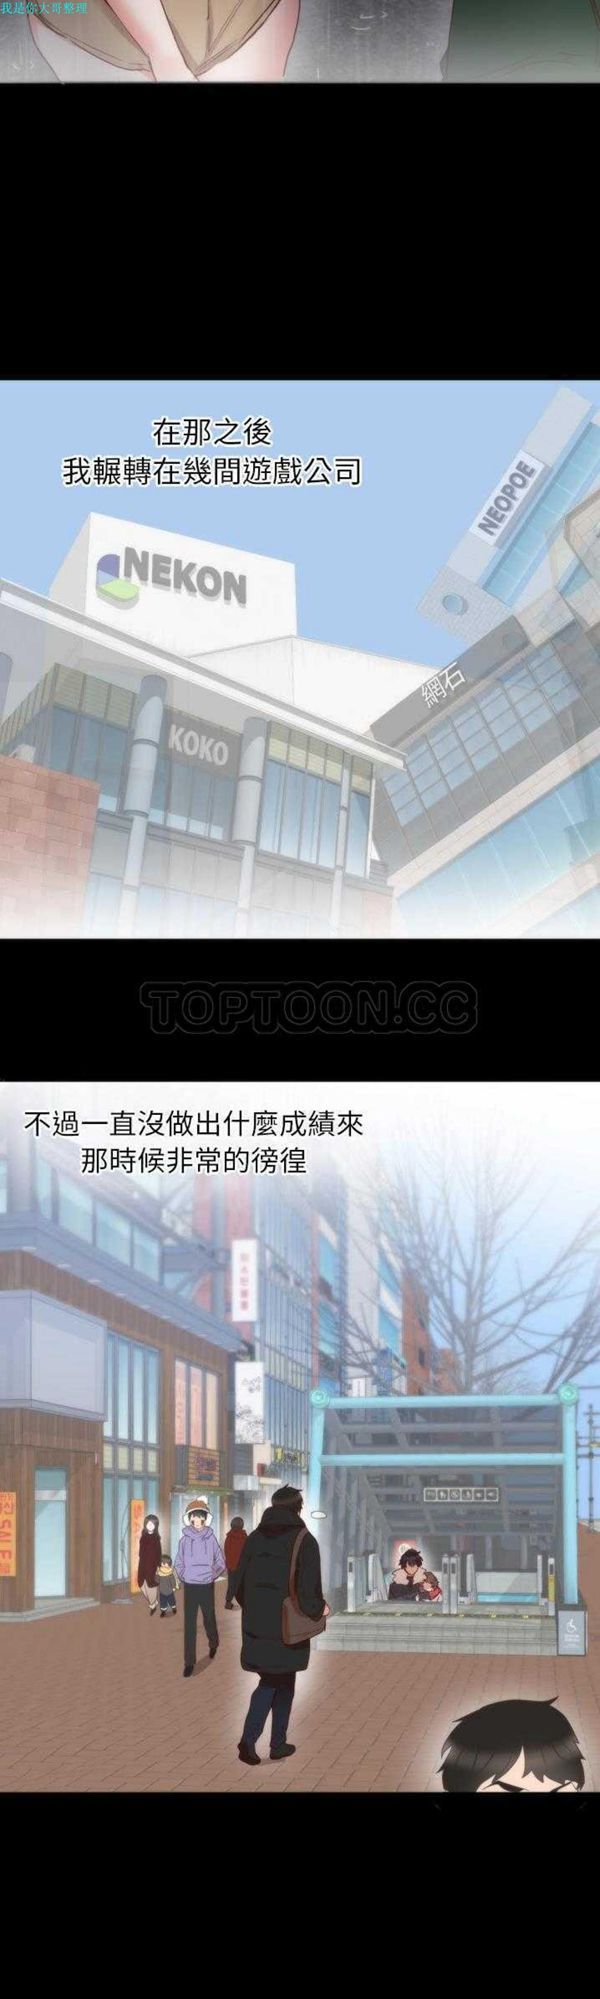 我是你大哥整理
在那之後
我輾轉在幾間遊戲公司
NEOPOE
NEKON
網石
KOKO
TOPTOON.CC
不過一直沒做出什麼成績來
那時候非常的徬徨
SALE